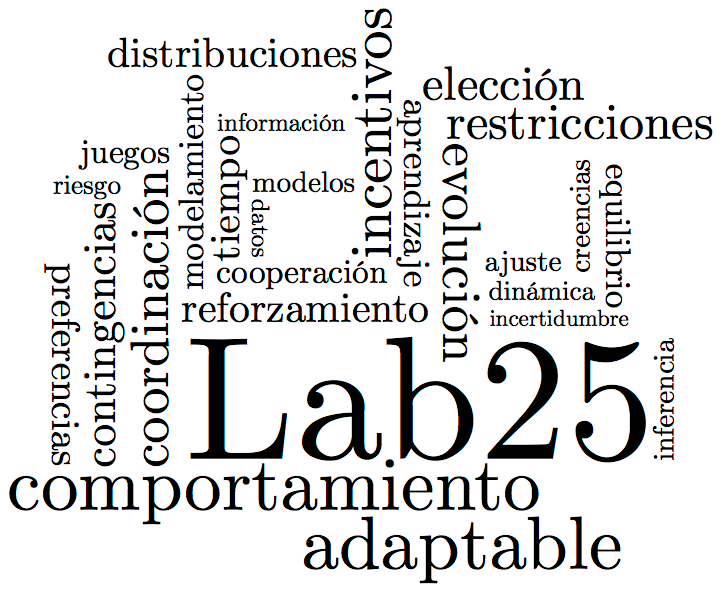 distribuciones
incentivos
elección
restricciones
modelamiento
información
aprendizaje
juegos
tiempo
evolución
riesgo
modelos
creencias
equilibrio
coordinación
contingencias
datos
cooperación
ajuste
preferencias
dinámica
reforzamiento
incertidumbre
Lab25
inferencia
comportamiento
adaptable